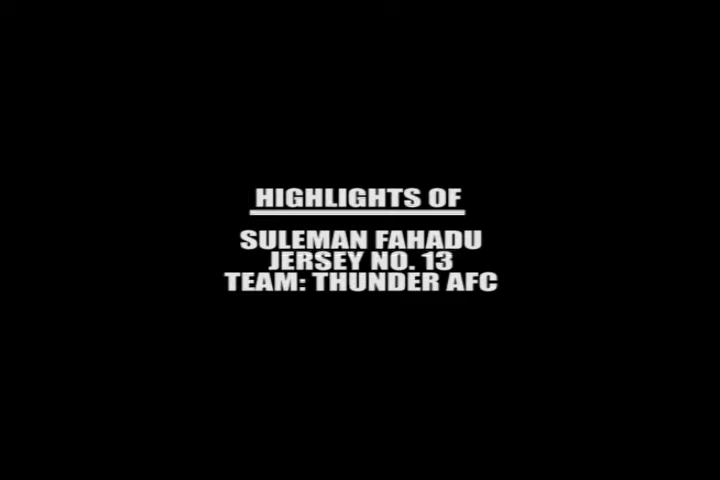 HIGHLIGHTS OF
SULEMAN FAHADU
JERSEY NO. 13
TEAM: THUNDER AFC